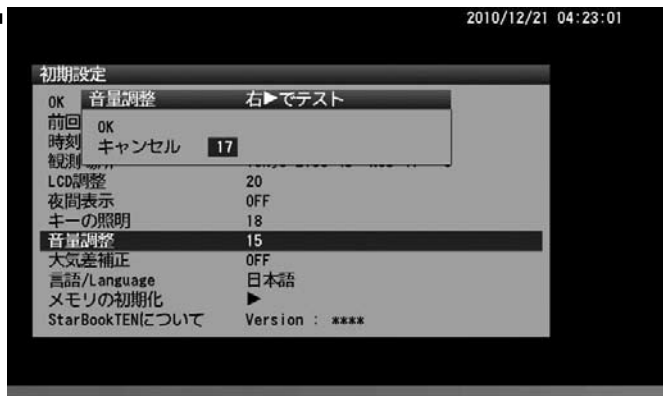 2010/12/21 04:23:01
初期設定
OK
音量調整 右▶でテスト
前回
OK
時刻
キャンセル 17
観測
LCD調整 20
夜間表示 OFF
キーの照明 18
音量調整 15
大気差補正 OFF
言語/Language 日本語
メモリの初期化 ▶
StarBookTENについて Version : ****